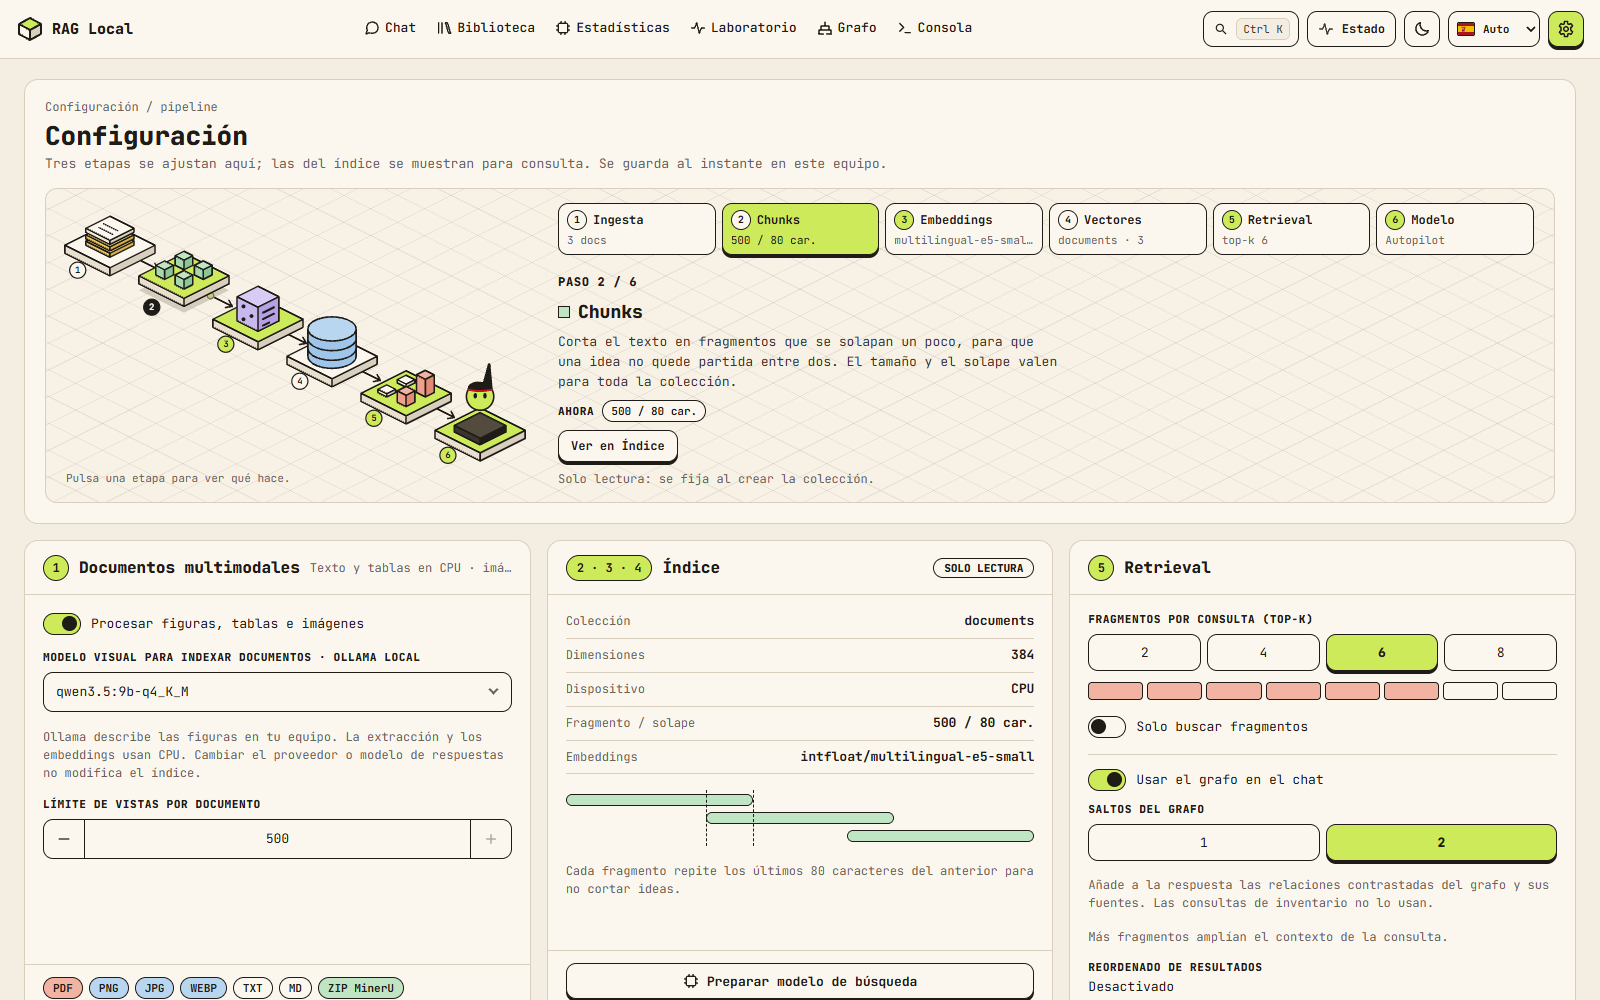 RAG Local
Chat
Biblioteca
Estadísticas
Laboratorio
Grafo
Consola
Ctrl K
Estado
Auto
Configuración / pipeline
Configuración
Tres etapas se ajustan aquí; las del índice se muestran para consulta. Se guarda al instante en este equipo.
1
2
3
4
5
6
Pulsa una etapa para ver qué hace.
1 Ingesta
3 docs
2 Chunks
500 / 80 car.
3 Embeddings
multilingual-e5-smal…
4 Vectores
documents · 3
5 Retrieval
top-k 6
6 Modelo
Autopilot
PASO 2 / 6
Chunks
Corta el texto en fragmentos que se solapan un poco, para que
una idea no quede partida entre dos. El tamaño y el solape valen
para toda la colección.
AHORA 500 / 80 car.
Ver en Índice
Solo lectura: se fija al crear la colección.
1 Documentos multimodales Texto y tablas en CPU · imá…
Procesar figuras, tablas e imágenes
MODELO VISUAL PARA INDEXAR DOCUMENTOS · OLLAMA LOCAL
qwen3.5:9b-q4_K_M
Ollama describe las figuras en tu equipo. La extracción y los
embeddings usan CPU. Cambiar el proveedor o modelo de respuestas
no modifica el índice.
LÍMITE DE VISTAS POR DOCUMENTO
− 500 +
PDF PNG JPG WEBP TXT MD ZIP MinerU
2 · 3 · 4 Índice SOLO LECTURA
Colección documents
Dimensiones 384
Dispositivo CPU
Fragmento / solape 500 / 80 car.
Embeddings intfloat/multilingual-e5-small
Cada fragmento repite los últimos 80 caracteres del anterior para
no cortar ideas.
Preparar modelo de búsqueda
5 Retrieval
FRAGMENTOS POR CONSULTA (TOP-K)
2 4 6 8
Solo buscar fragmentos
Usar el grafo en el chat
SALTOS DEL GRAFO
1 2
Añade a la respuesta las relaciones contrastadas del grafo y sus
fuentes. Las consultas de inventario no lo usan.
Más fragmentos amplían el contexto de la consulta.
REORDENADO DE RESULTADOS
Desactivado